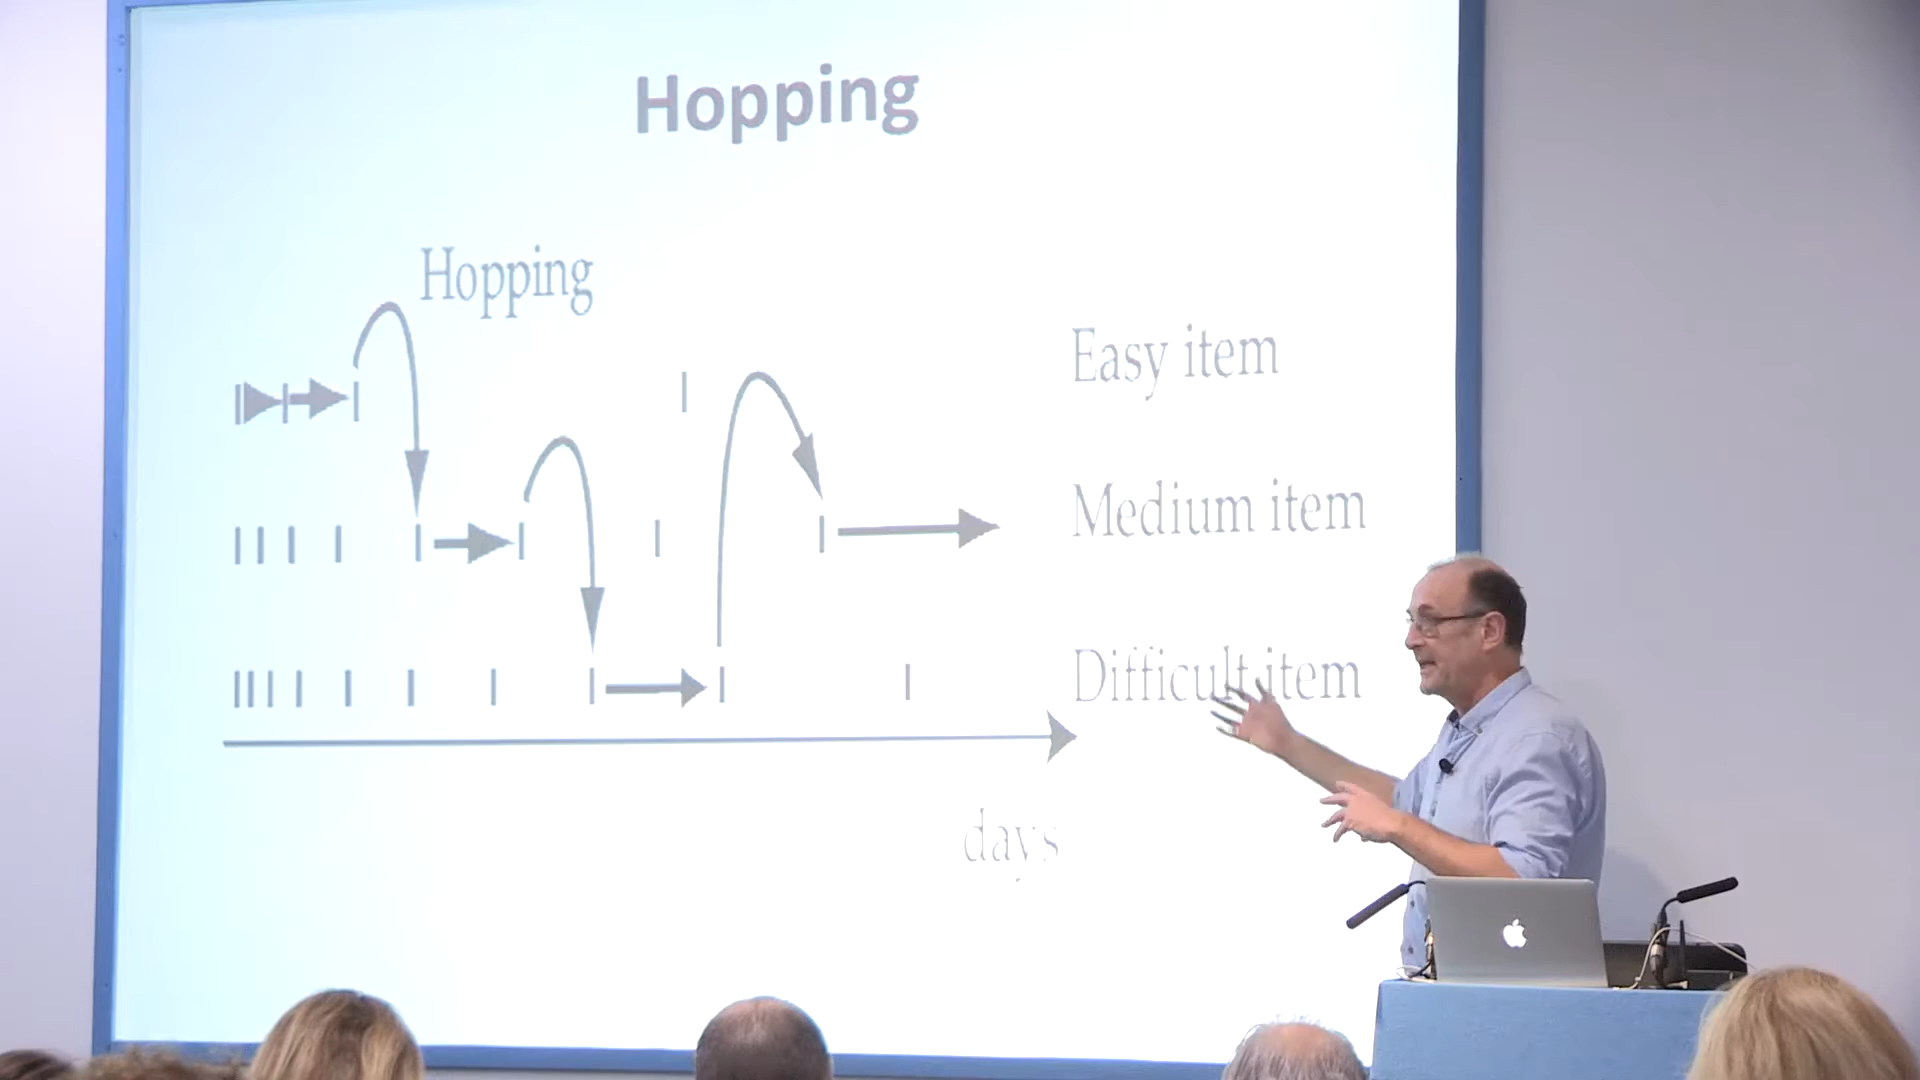 Hopping
Hopping
Easy item
Medium item
Difficult item
days